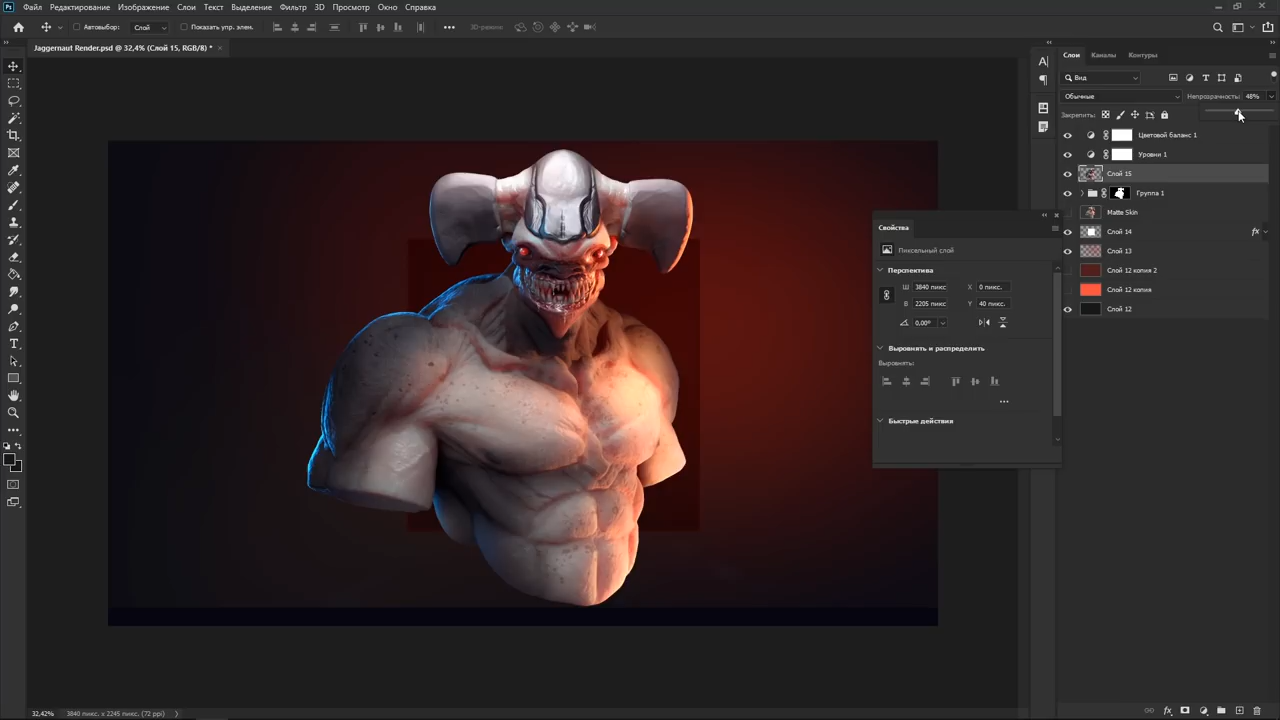 Файл Редактирование Изображение Слои Текст Выделение Фильтр 3D Просмотр Окно Справка
Автовыбор: Слой Показать упр. элем. 3D-режим:
Jaggernaut Render.psd @ 32,4% (Слой 15, RGB/8) *
Слои Каналы Контуры
Вид
Обычные Непрозрачность: 48%
Закрепить:
Цветовой баланс 1
Уровни 1
Слой 15
Группа 1
Matte Skin
Слой 14 fx
Слой 13
Слой 12 копия 2
Слой 12 копия
Слой 12
Свойства
Пиксельный слой
Перспектива
Ш 3840 пикс X 0 пикс.
В 2205 пикс Y 40 пикс.
0,00°
Выровнять и распределить
Выровнять:
Быстрые действия
32,42% 3840 пикс. x 2245 пикс. (72 ppi)